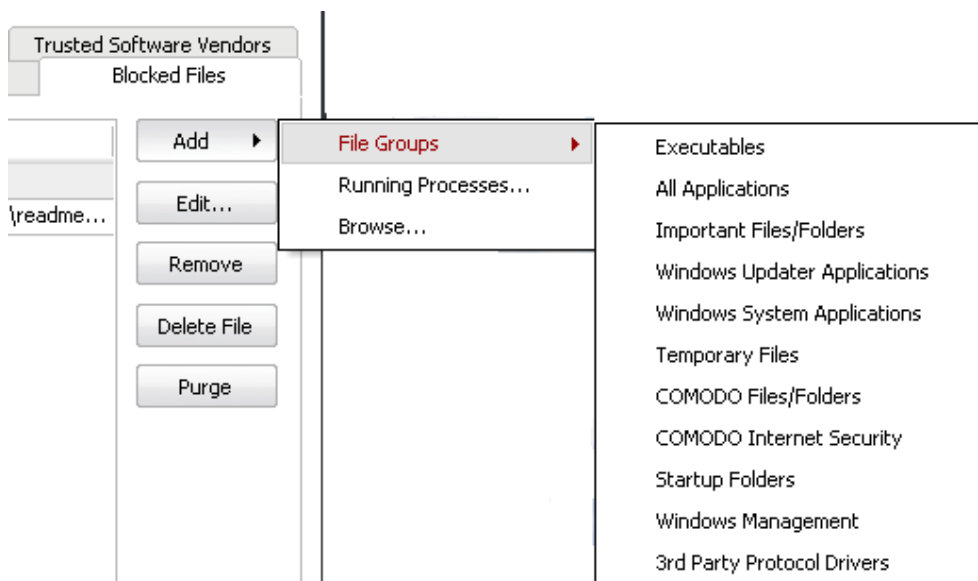 Trusted Software Vendors
Blocked Files
Add
File Groups
Running Processes...
Browse...
\readme...
Edit...
Remove
Delete File
Purge
Executables
All Applications
Important Files/Folders
Windows Updater Applications
Windows System Applications
Temporary Files
COMODO Files/Folders
COMODO Internet Security
Startup Folders
Windows Management
3rd Party Protocol Drivers